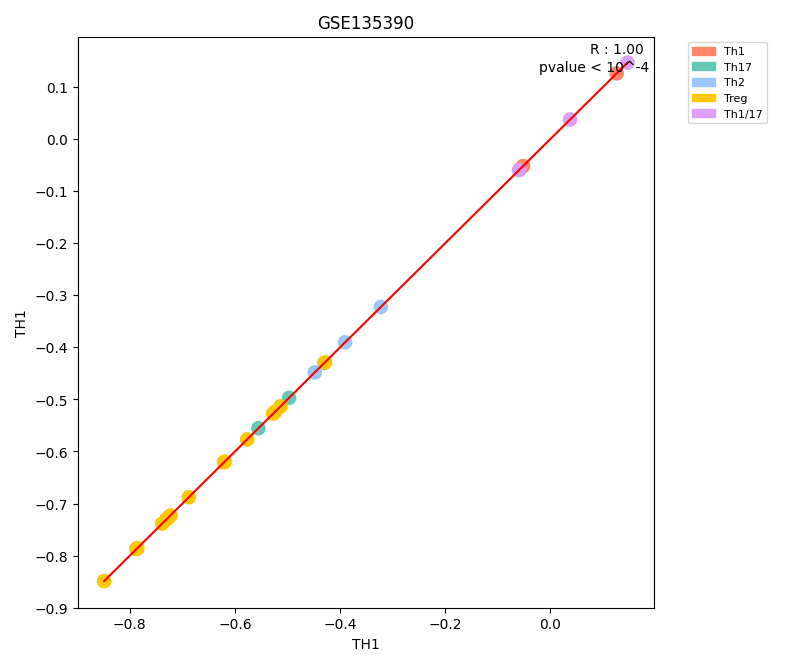 GSE135390
R : 1.00
pvalue < 10^-4
Th1
Th17
Th2
Treg
Th1/17
0.1
0.0
−0.1
−0.2
−0.3
−0.4
−0.5
−0.6
−0.7
−0.8
−0.9
TH1
−0.8 −0.6 −0.4 −0.2 0.0
TH1